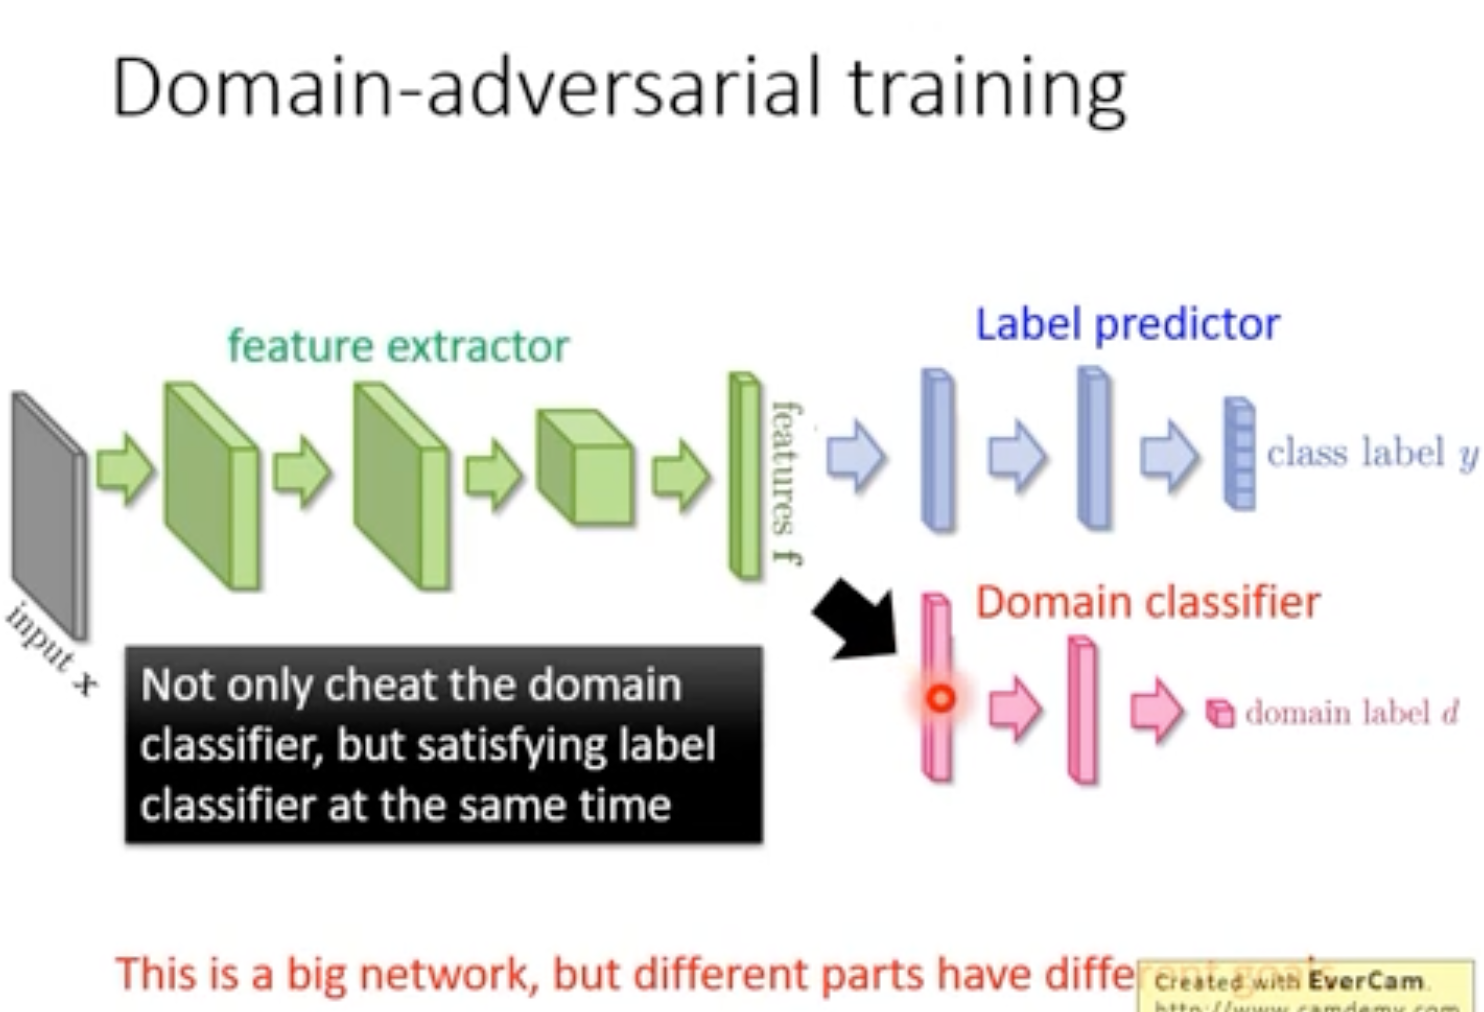 Domain-adversarial training
feature extractor
Label predictor
features f
class label y
input x
Domain classifier
domain label d
Not only cheat the domain
classifier, but satisfying label
classifier at the same time
This is a big network, but different parts have different goals
Created with EverCam.
http://www.camdemy.com